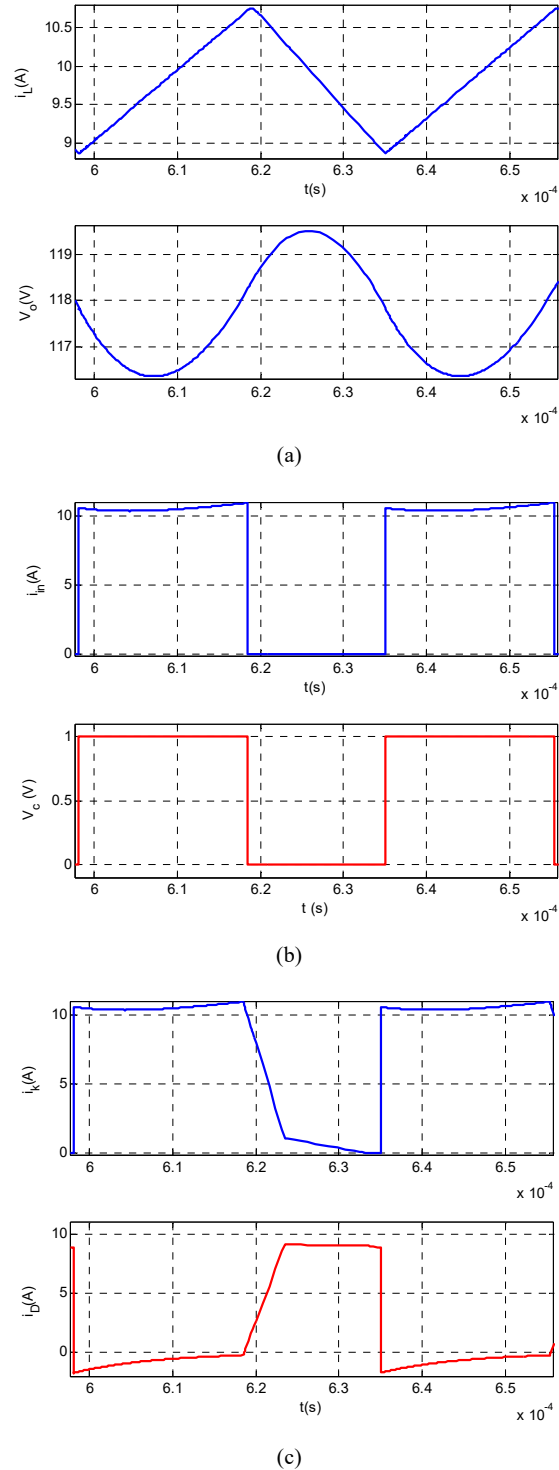 10.5
10
9.5
9
i_L(A)
6 6.1 6.2 6.3 6.4 6.5
t(s)
x 10^-4
119
118
117
V_o(V)
6 6.1 6.2 6.3 6.4 6.5
x 10^-4
(a)
10
5
0
i_in(A)
6 6.1 6.2 6.3 6.4 6.5
t(s)
x 10^-4
1
0.5
0
V_c (V)
6 6.1 6.2 6.3 6.4 6.5
t (s)
x 10^-4
(b)
10
5
0
i_k(A)
6 6.1 6.2 6.3 6.4 6.5
x 10^-4
10
5
0
i_D(A)
6 6.1 6.2 6.3 6.4 6.5
t(s)
x 10^-4
(c)